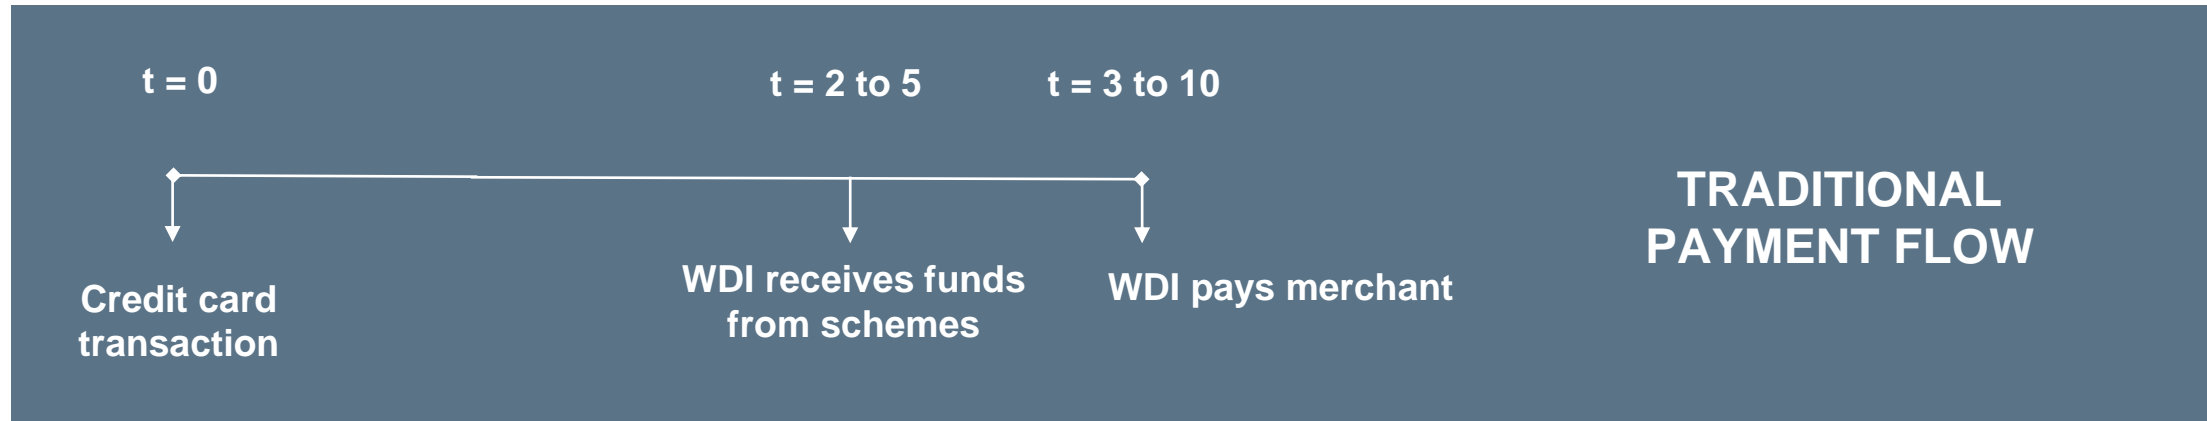 t = 0
t = 2 to 5
t = 3 to 10
Credit card
transaction
WDI receives funds
from schemes
WDI pays merchant
TRADITIONAL
PAYMENT FLOW